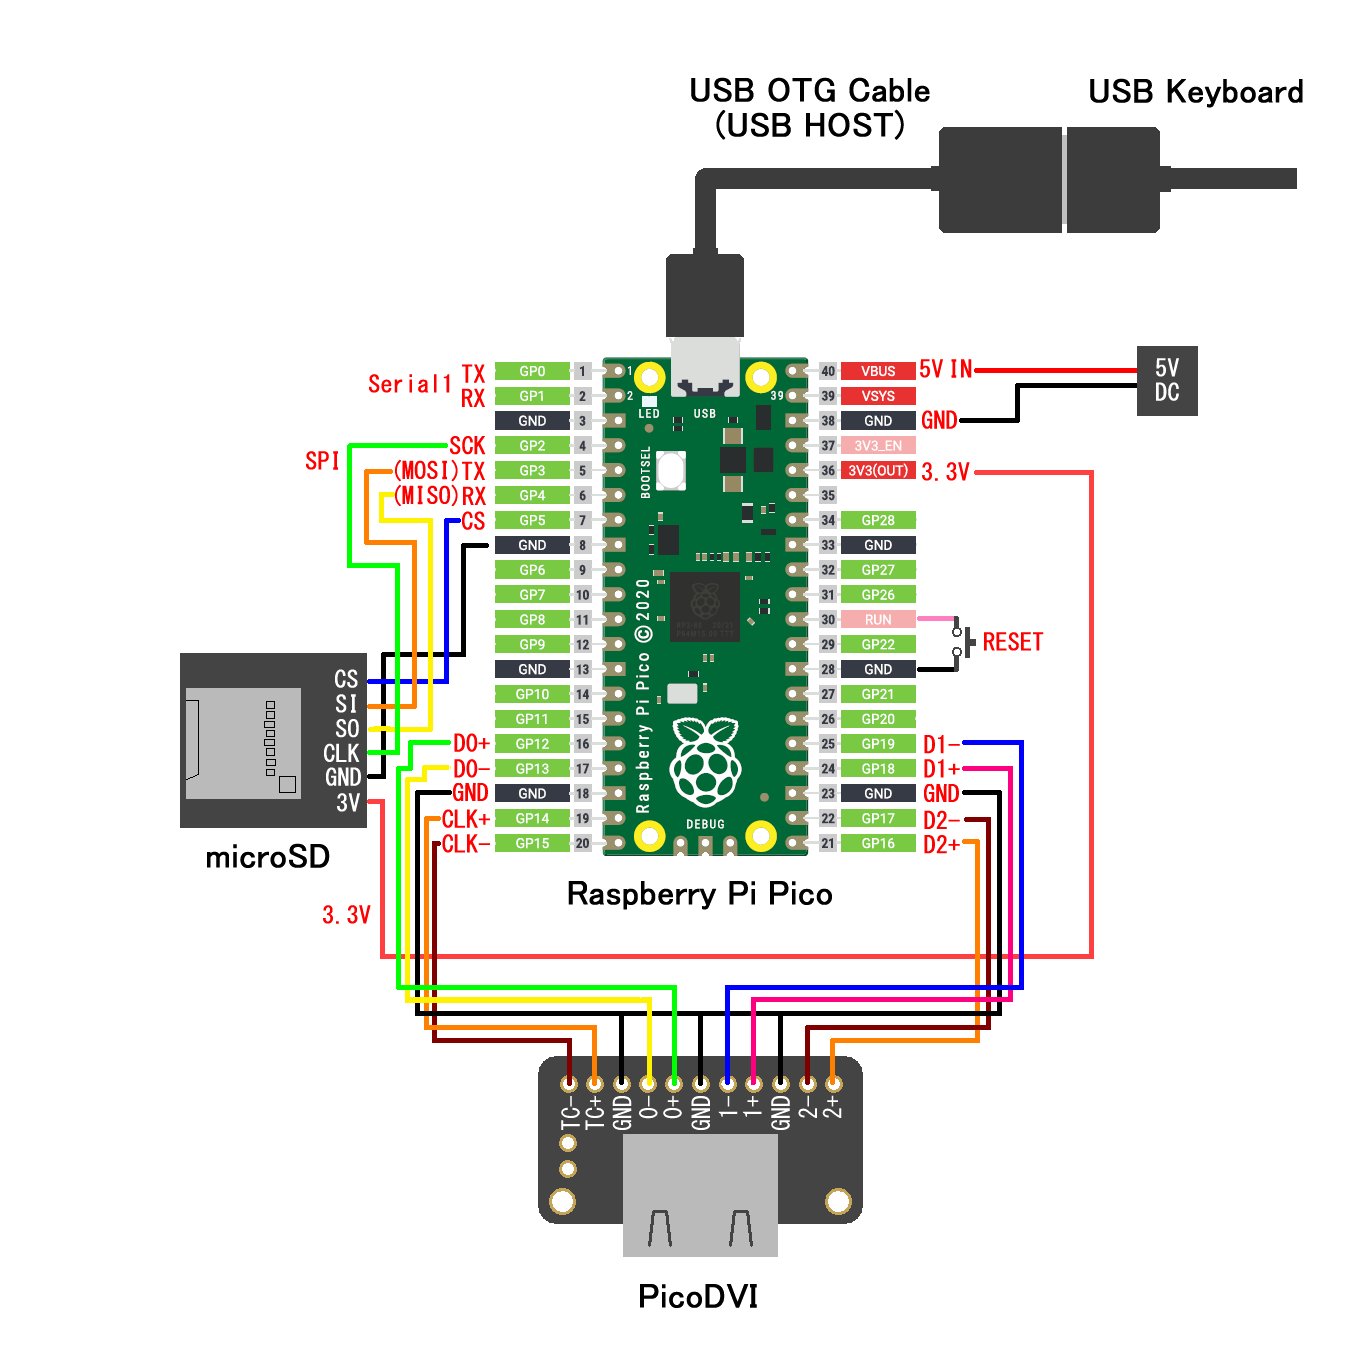 USB OTG Cable
(USB HOST)
USB Keyboard
5V
DC
Serial1
TX
RX
SPI
SCK
(MOSI)TX
(MISO)RX
CS
GP0 1
GP1 2
GND 3
GP2 4
GP3 5
GP4 6
GP5 7
GND 8
GP6 9
GP7 10
GP8 11
GP9 12
GND 13
GP10 14
GP11 15
D0+ GP12 16
D0- GP13 17
GND GND 18
CLK+ GP14 19
CLK- GP15 20
1
2
39
LED
USB
BOOTSEL
Raspberry Pi Pico © 2020
DEBUG
40 VBUS 5V IN
39 VSYS
38 GND GND
37 3V3_EN
36 3V3(OUT) 3.3V
35
34 GP28
33 GND
32 GP27
31 GP26
30 RUN
RESET
29 GP22
28 GND
27 GP21
26 GP20
25 GP19 D1-
24 GP18 D1+
23 GND GND
22 GP17 D2-
21 GP16 D2+
CS
SI
SO
CLK
GND
3V
microSD
3.3V
Raspberry Pi Pico
TC-
TC+
GND
0-
0+
GND
1-
1+
GND
2-
2+
PicoDVI